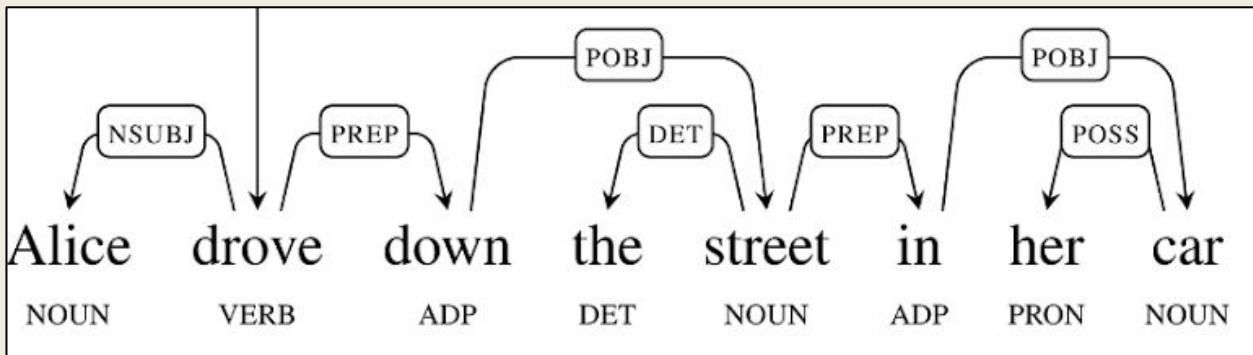 POBJ POBJ
NSUBJ PREP DET PREP POSS
Alice drove down the street in her car
NOUN VERB ADP DET NOUN ADP PRON NOUN